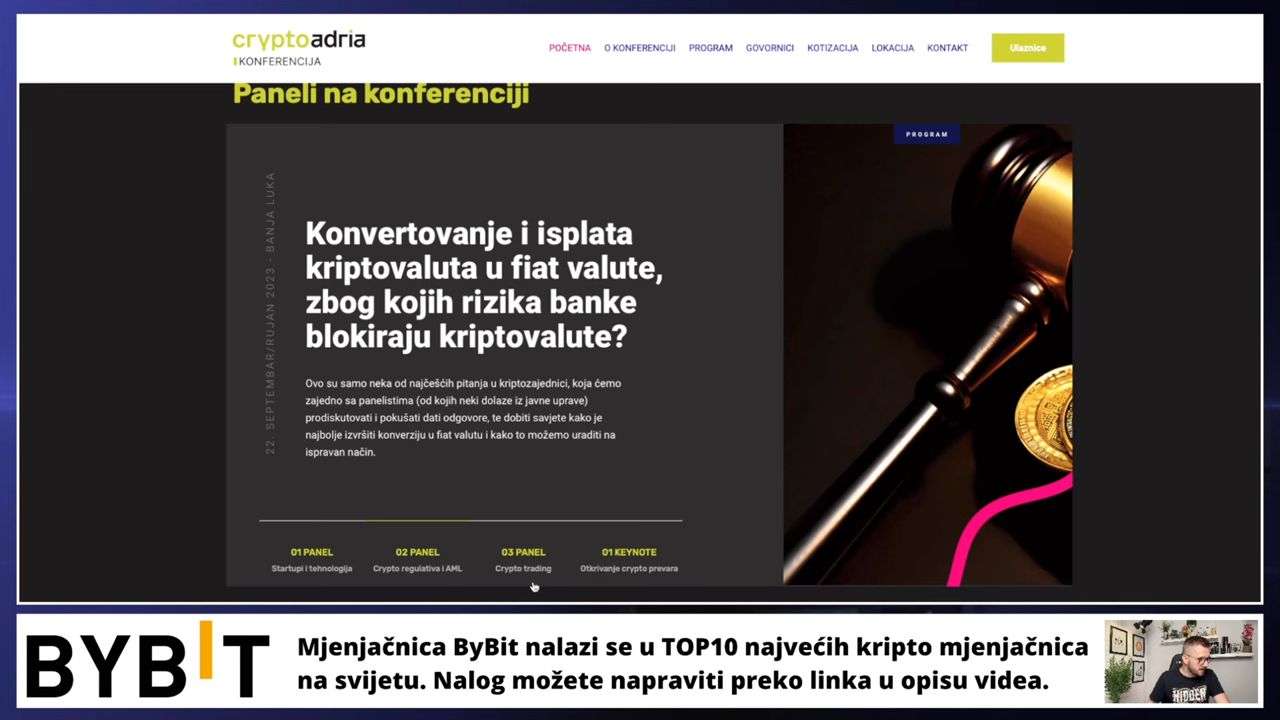 cryptoadria
KONFERENCIJA
POČETNA O KONFERENCIJI PROGRAM GOVORNICI KOTIZACIJA LOKACIJA KONTAKT Ulaznice
Paneli na konferenciji
PROGRAM
22. SEPTEMBAR/RUJAN 2023 - BANJA LUKA
Konvertovanje i isplata
kriptovaluta u fiat valute,
zbog kojih rizika banke
blokiraju kriptovalute?
Ovo su samo neka od najčešćih pitanja u kriptozajednici, koja ćemo
zajedno sa panelistima (od kojih neki dolaze iz javne uprave)
prodiskutovati i pokušati dati odgovore, te dobiti savjete kako je
najbolje izvršiti konverziju u fiat valutu i kako to možemo uraditi na
ispravan način.
01 PANEL 02 PANEL 03 PANEL 01 KEYNOTE
Startupi i tehnologija Crypto regulativa i AML Crypto trading Otkrivanje crypto prevara
BYBIT
Mjenjačnica ByBit nalazi se u TOP10 najvećih kripto mjenjačnica
na svijetu. Nalog možete napraviti preko linka u opisu videa.
HIDDEN